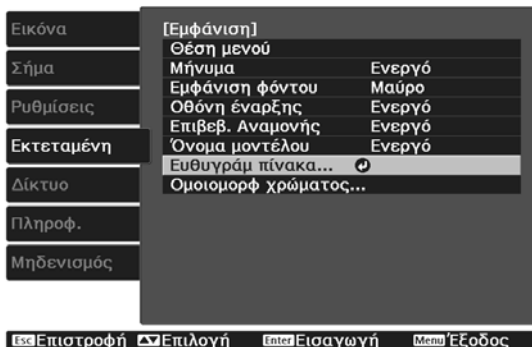 Εικόνα
Σήμα
Ρυθμίσεις
Εκτεταμένη
Δίκτυο
Πληροφ.
Μηδενισμός
[Εμφάνιση]
Θέση μενού
Μήνυμα Ενεργό
Εμφάνιση φόντου Μαύρο
Οθόνη έναρξης Ενεργό
Επιβεβ. Αναμονής Ενεργό
Όνομα μοντέλου Ενεργό
Ευθυγράμ πίνακα...
Ομοιομορφ χρώματος...
Esc Επιστροφή Επιλογή Enter Εισαγωγή Menu Έξοδος